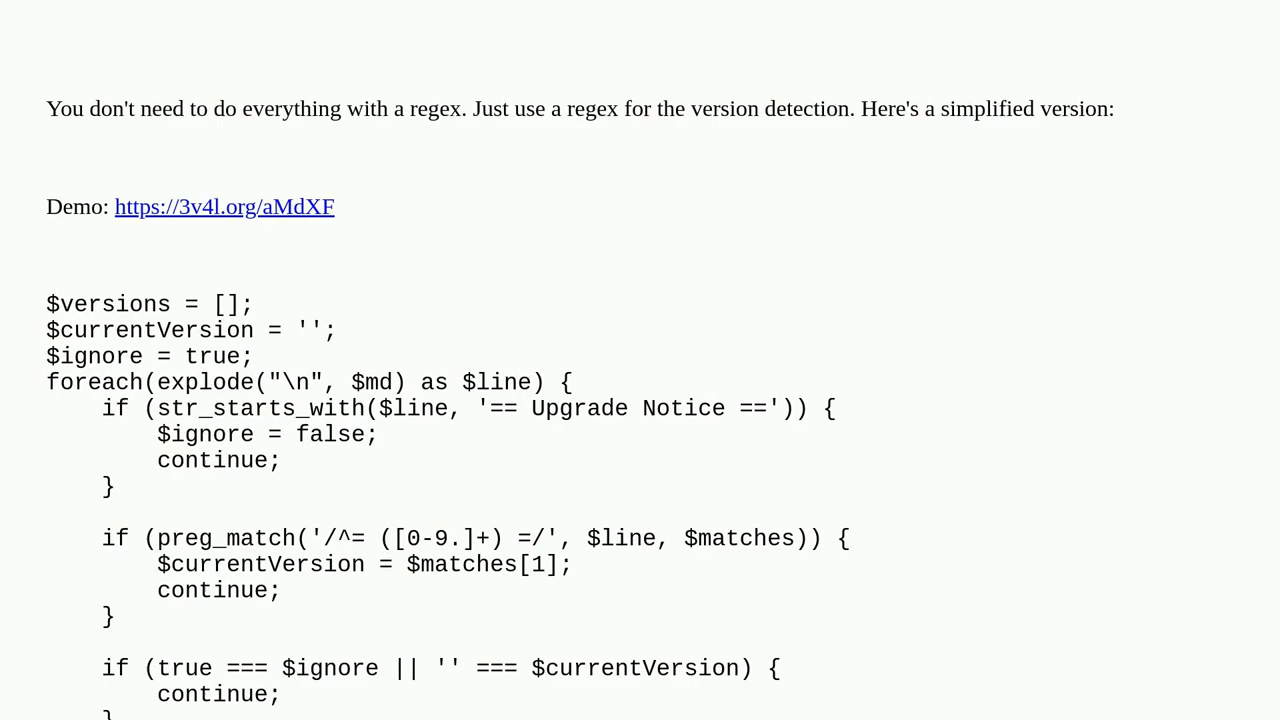 You don't need to do everything with a regex. Just use a regex for the version detection. Here's a simplified version:
Demo: https://3v4l.org/aMdXF
$versions = [];
$currentVersion = '';
$ignore = true;
foreach(explode("\n", $md) as $line) {
    if (str_starts_with($line, '== Upgrade Notice ==')) {
        $ignore = false;
        continue;
    }
    if (preg_match('/^= ([0-9.]+) =/', $line, $matches)) {
        $currentVersion = $matches[1];
        continue;
    }
    if (true === $ignore || '' === $currentVersion) {
        continue;
    }